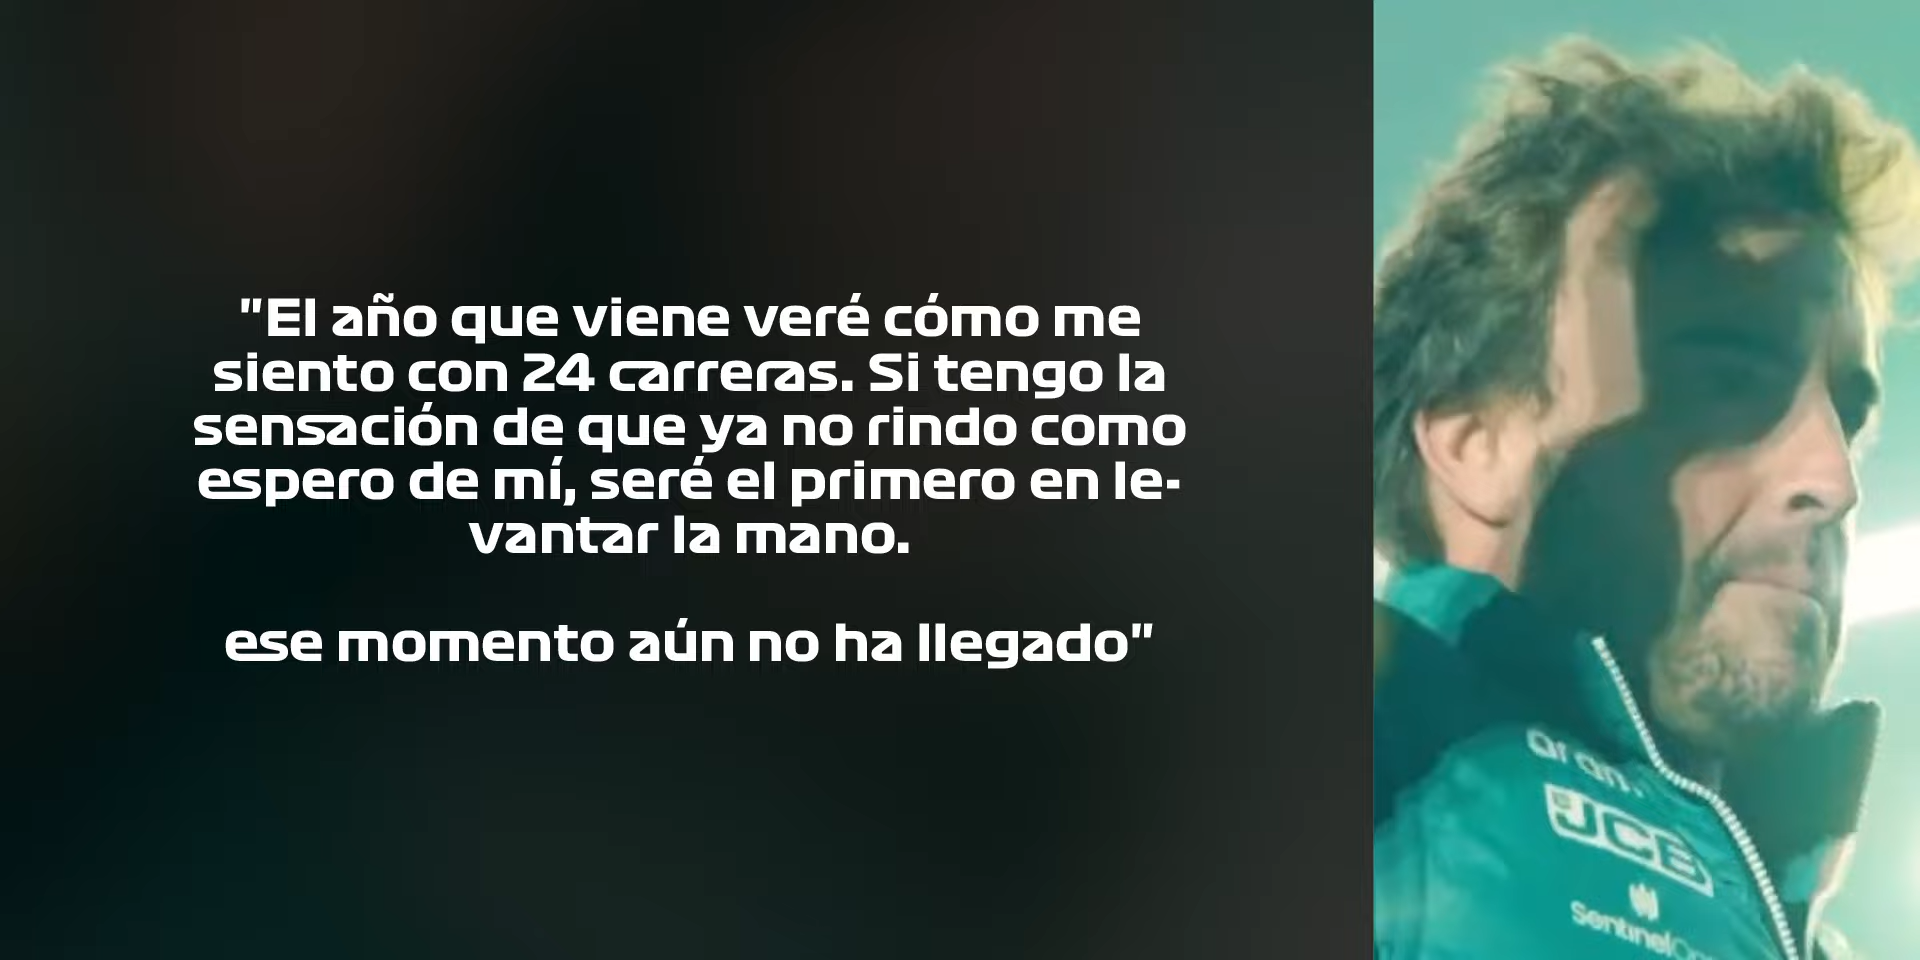 "El año que viene veré cómo me
siento con 24 carreras. Si tengo la
sensación de que ya no rindo como
espero de mí, seré el primero en le-
vantar la mano.
ese momento aún no ha llegado"
JCB